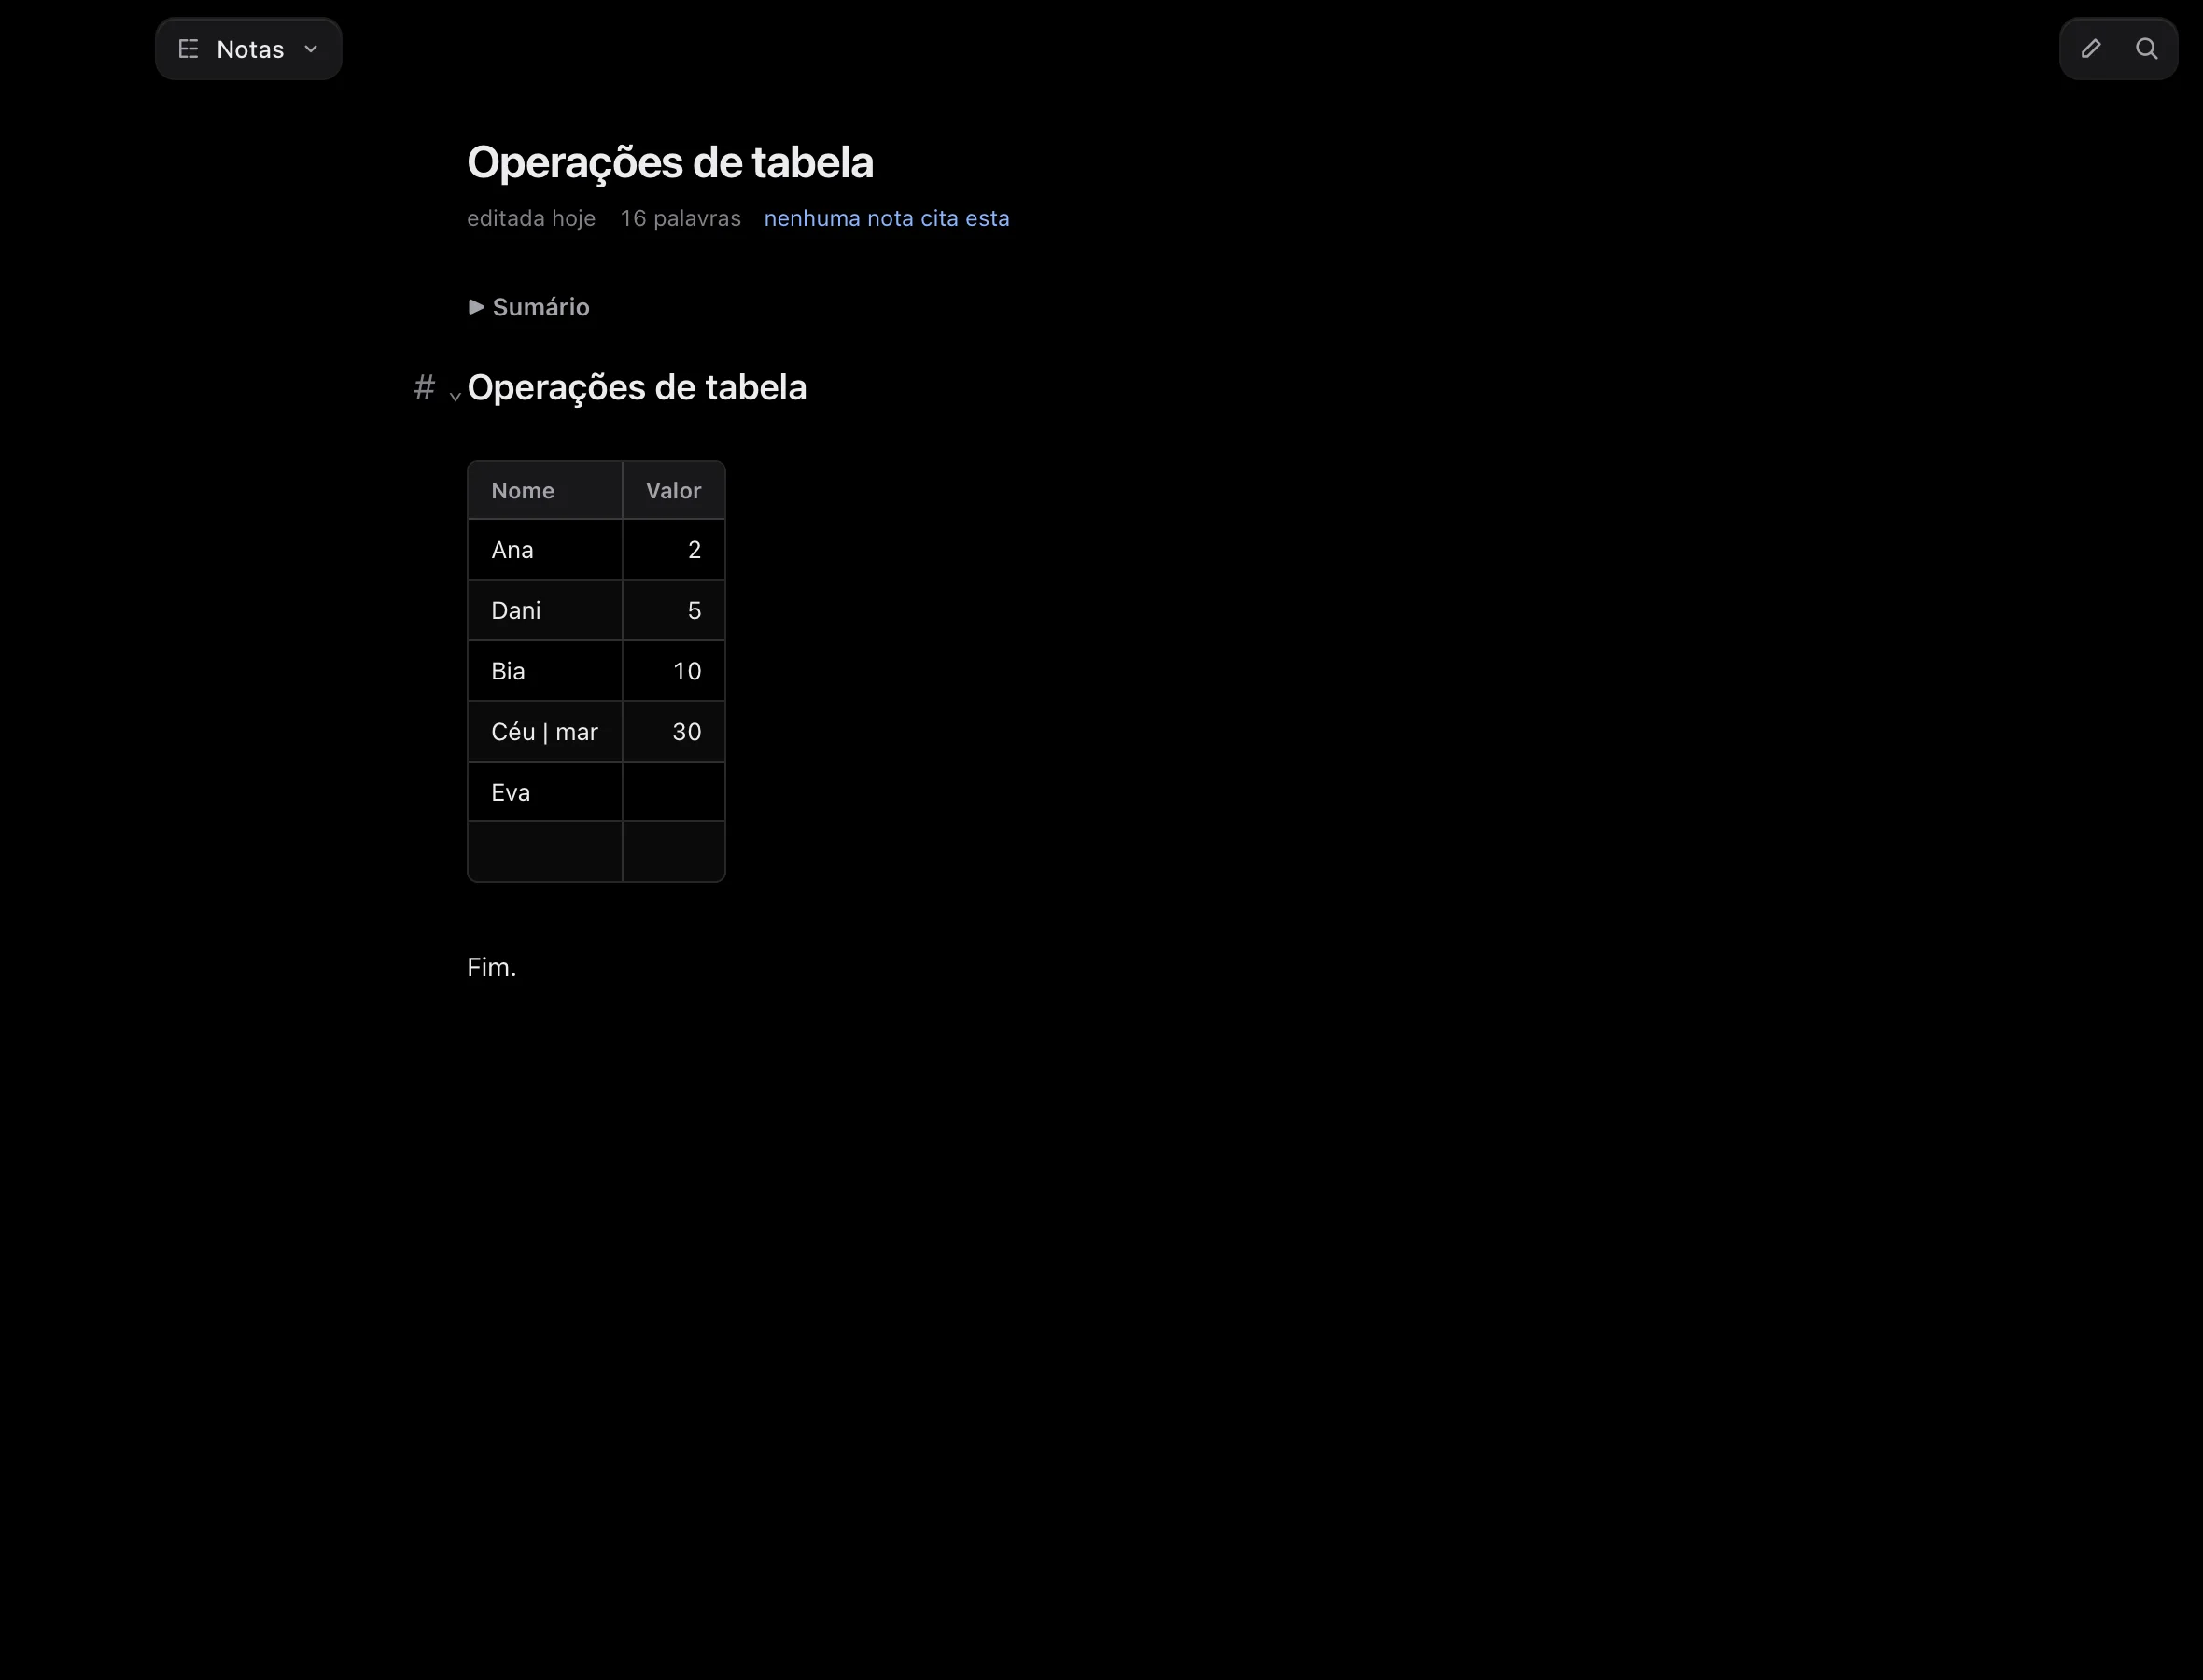 Notas
Operações de tabela
editada hoje 16 palavras nenhuma nota cita esta
Sumário
# Operações de tabela
Nome Valor
Ana 2
Dani 5
Bia 10
Céu | mar 30
Eva
Fim.